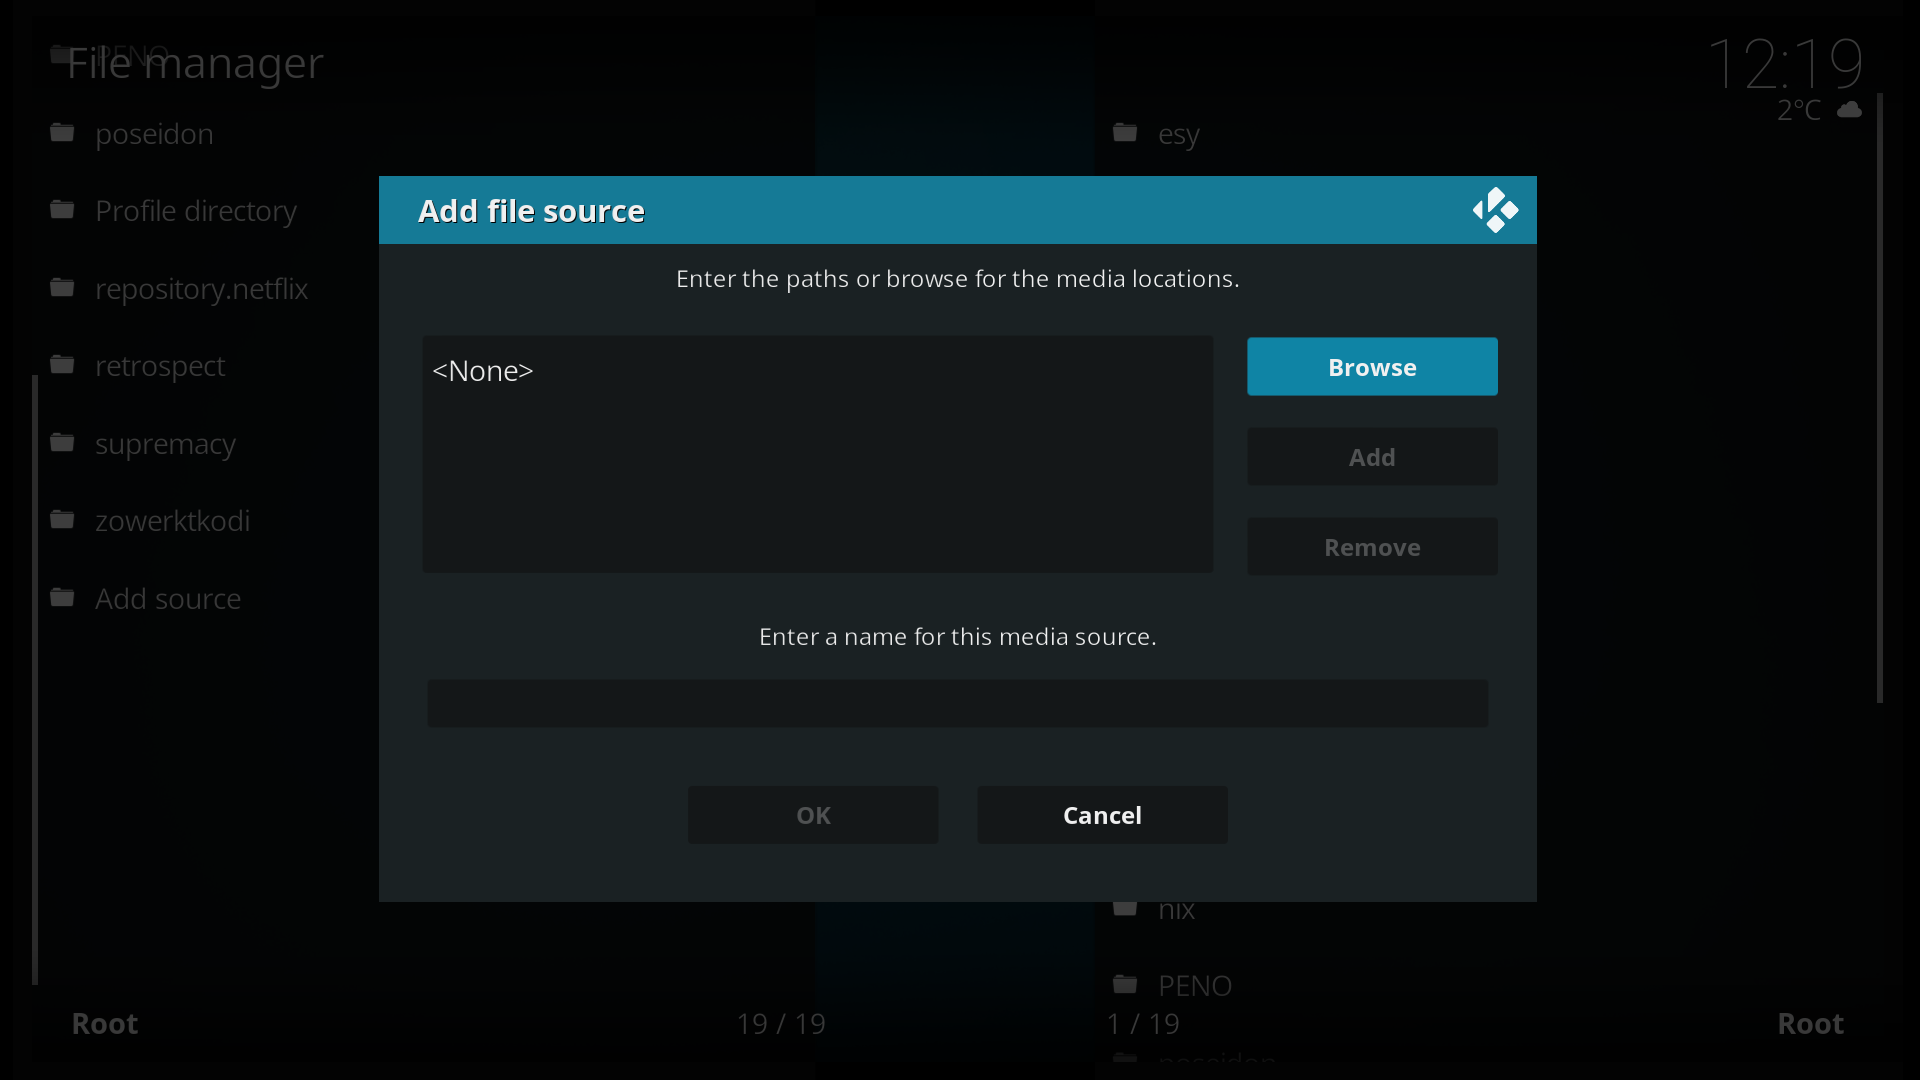 File manager
PENO
12:19
2°C
poseidon
Profile directory
repository.netflix
retrospect
supremacy
zowerktkodi
Add source
esy
Add file source
Enter the paths or browse for the media locations.
<None>
Browse
Add
Remove
Enter a name for this media source.
OK
Cancel
nix
PENO
poseidon
Root
19 / 19
1 / 19
Root